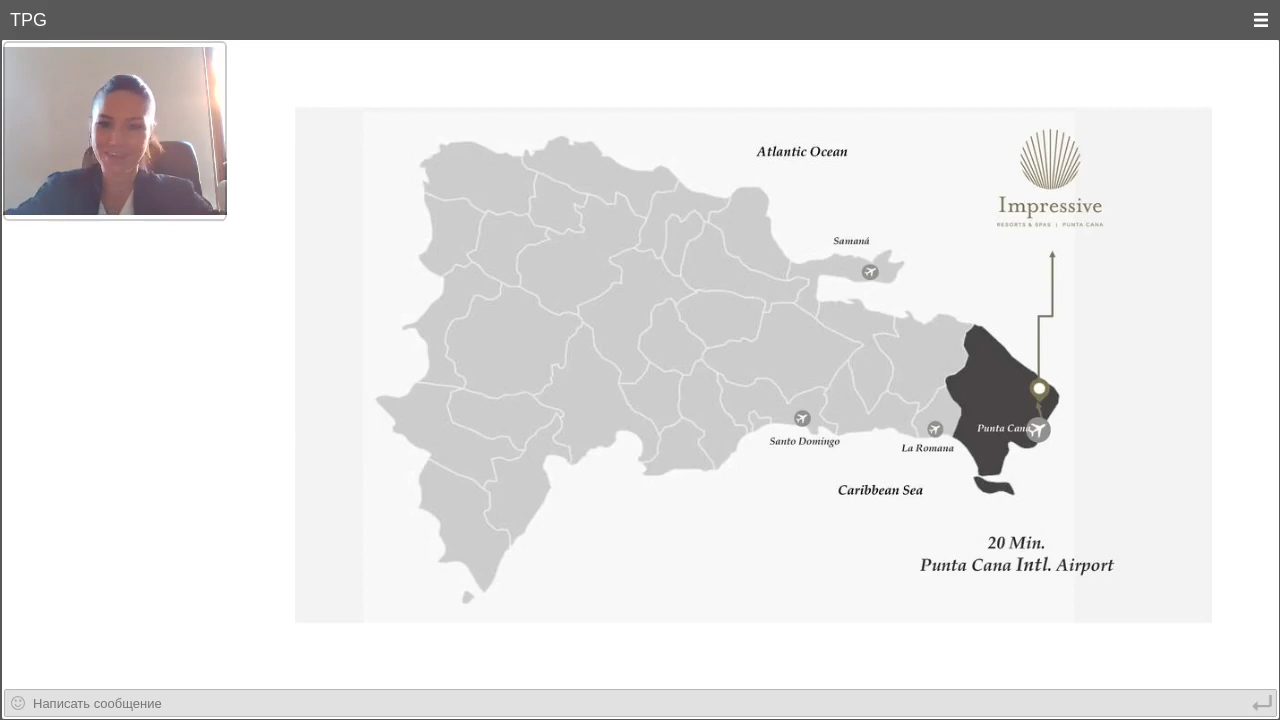 TPG
Atlantic Ocean
Impressive
RESORTS & SPAS | PUNTA CANA
Samaná
Punta Cana
Santo Domingo
La Romana
Caribbean Sea
20 Min.
Punta Cana Intl. Airport
Написать сообщение